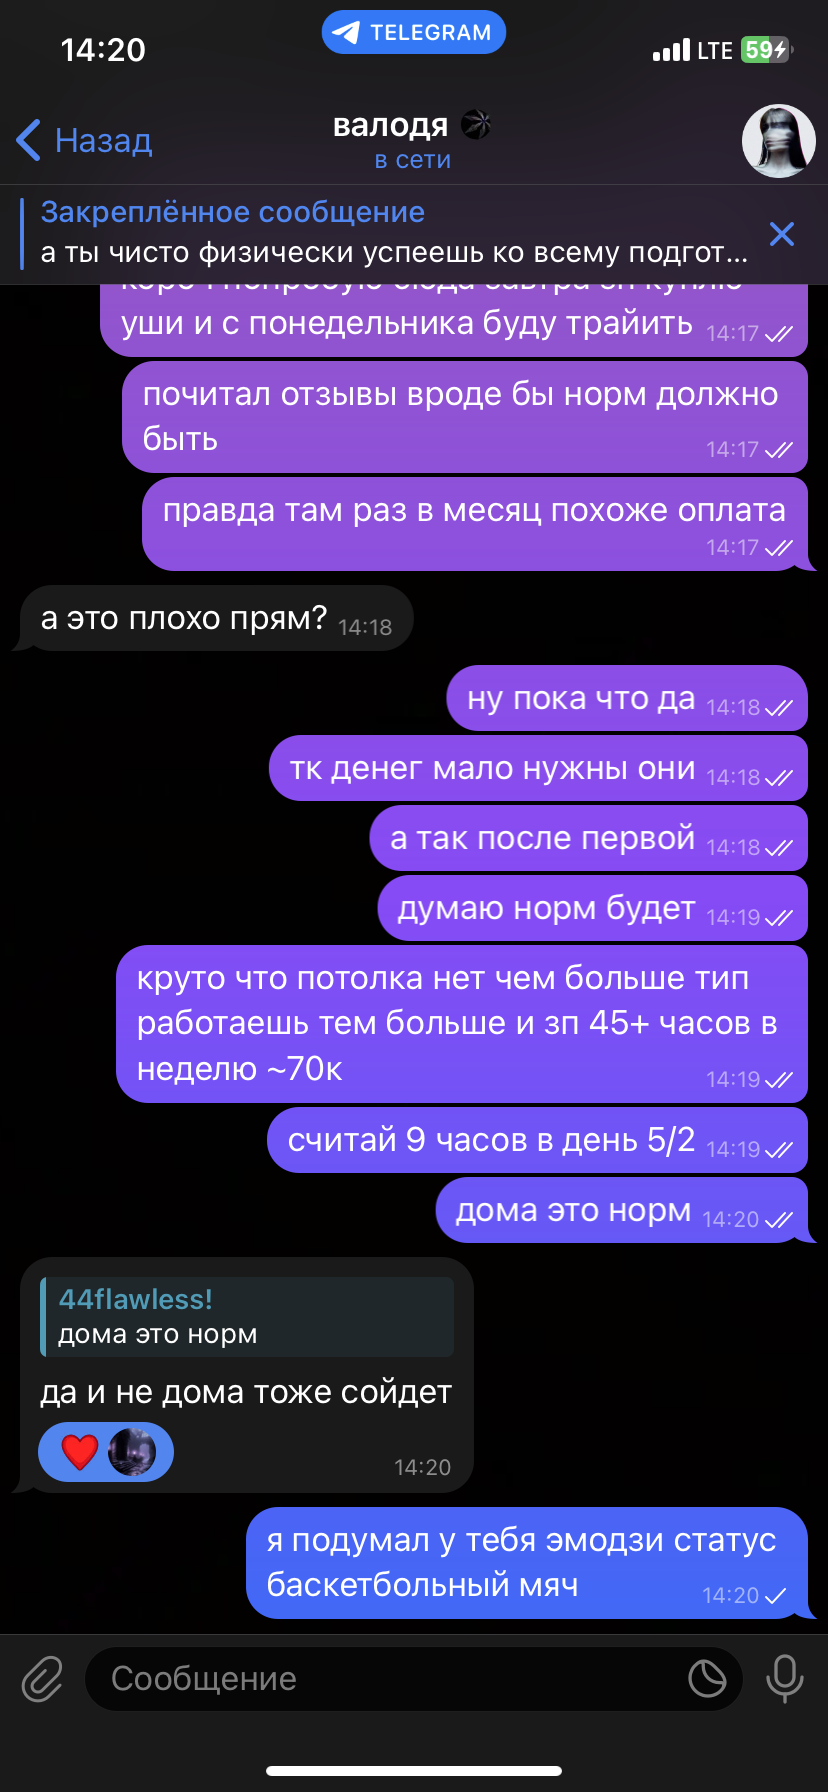 14:20
TELEGRAM
LTE
59
Назад
валодя
в сети
Закреплённое сообщение
а ты чисто физически успеешь ко всему подгот...
уши и с понедельника буду трайить 14:17
почитал отзывы вроде бы норм должно
быть 14:17
правда там раз в месяц похоже оплата
14:17
а это плохо прям? 14:18
ну пока что да 14:18
тк денег мало нужны они 14:18
а так после первой 14:18
думаю норм будет 14:19
круто что потолка нет чем больше тип
работаешь тем больше и зп 45+ часов в
неделю ~70к 14:19
считай 9 часов в день 5/2 14:19
дома это норм 14:20
44flawless!
дома это норм
да и не дома тоже сойдет
14:20
я подумал у тебя эмодзи статус
баскетбольный мяч 14:20
Сообщение